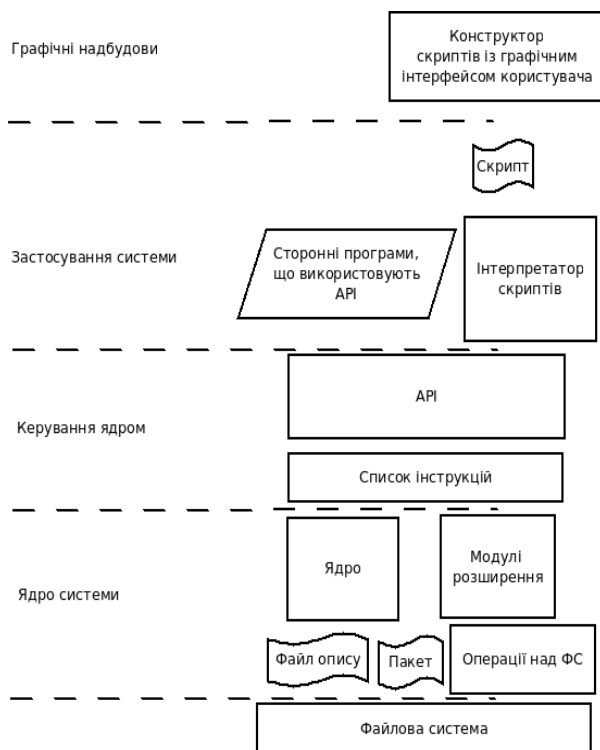 Графічні надбудови
Конструктор
скриптів із графічним
інтерфейсом користувача
Скрипт
Застосування системи
Сторонні програми,
що використовують
API
Інтерпретатор
скриптів
Керування ядром
API
Список інструкцій
Ядро системи
Ядро
Модулі
розширення
Файл опису
Пакет
Операції над ФС
Файлова система